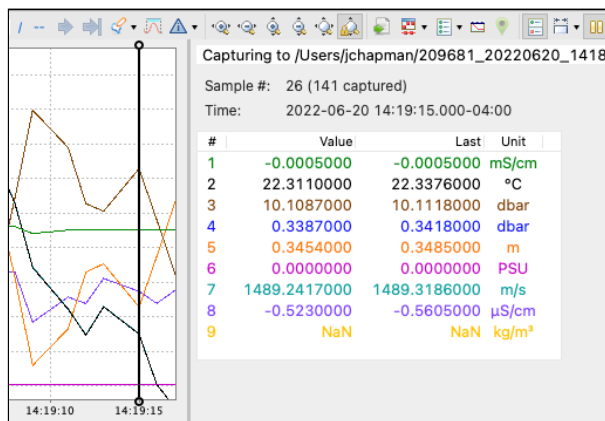 Capturing to /Users/jchapman/209681_20220620_1418
Sample #: 26 (141 captured)
Time: 2022-06-20 14:19:15.000-04:00
# Value Last Unit
1 -0.0005000 -0.0005000 mS/cm
2 22.3110000 22.3376000 °C
3 10.1087000 10.1118000 dbar
4 0.3387000 0.3418000 dbar
5 0.3454000 0.3485000 m
6 0.0000000 0.0000000 PSU
7 1489.2417000 1489.3186000 m/s
8 -0.5230000 -0.5605000 µS/cm
9 NaN NaN kg/m³
14:19:10 14:19:15